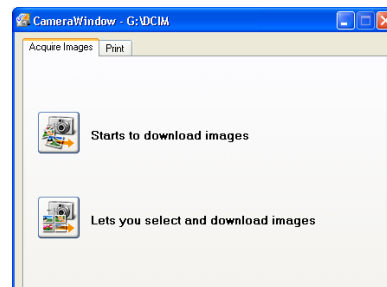 CameraWindow - G:\DCIM
Acquire Images Print
Starts to download images
Lets you select and download images